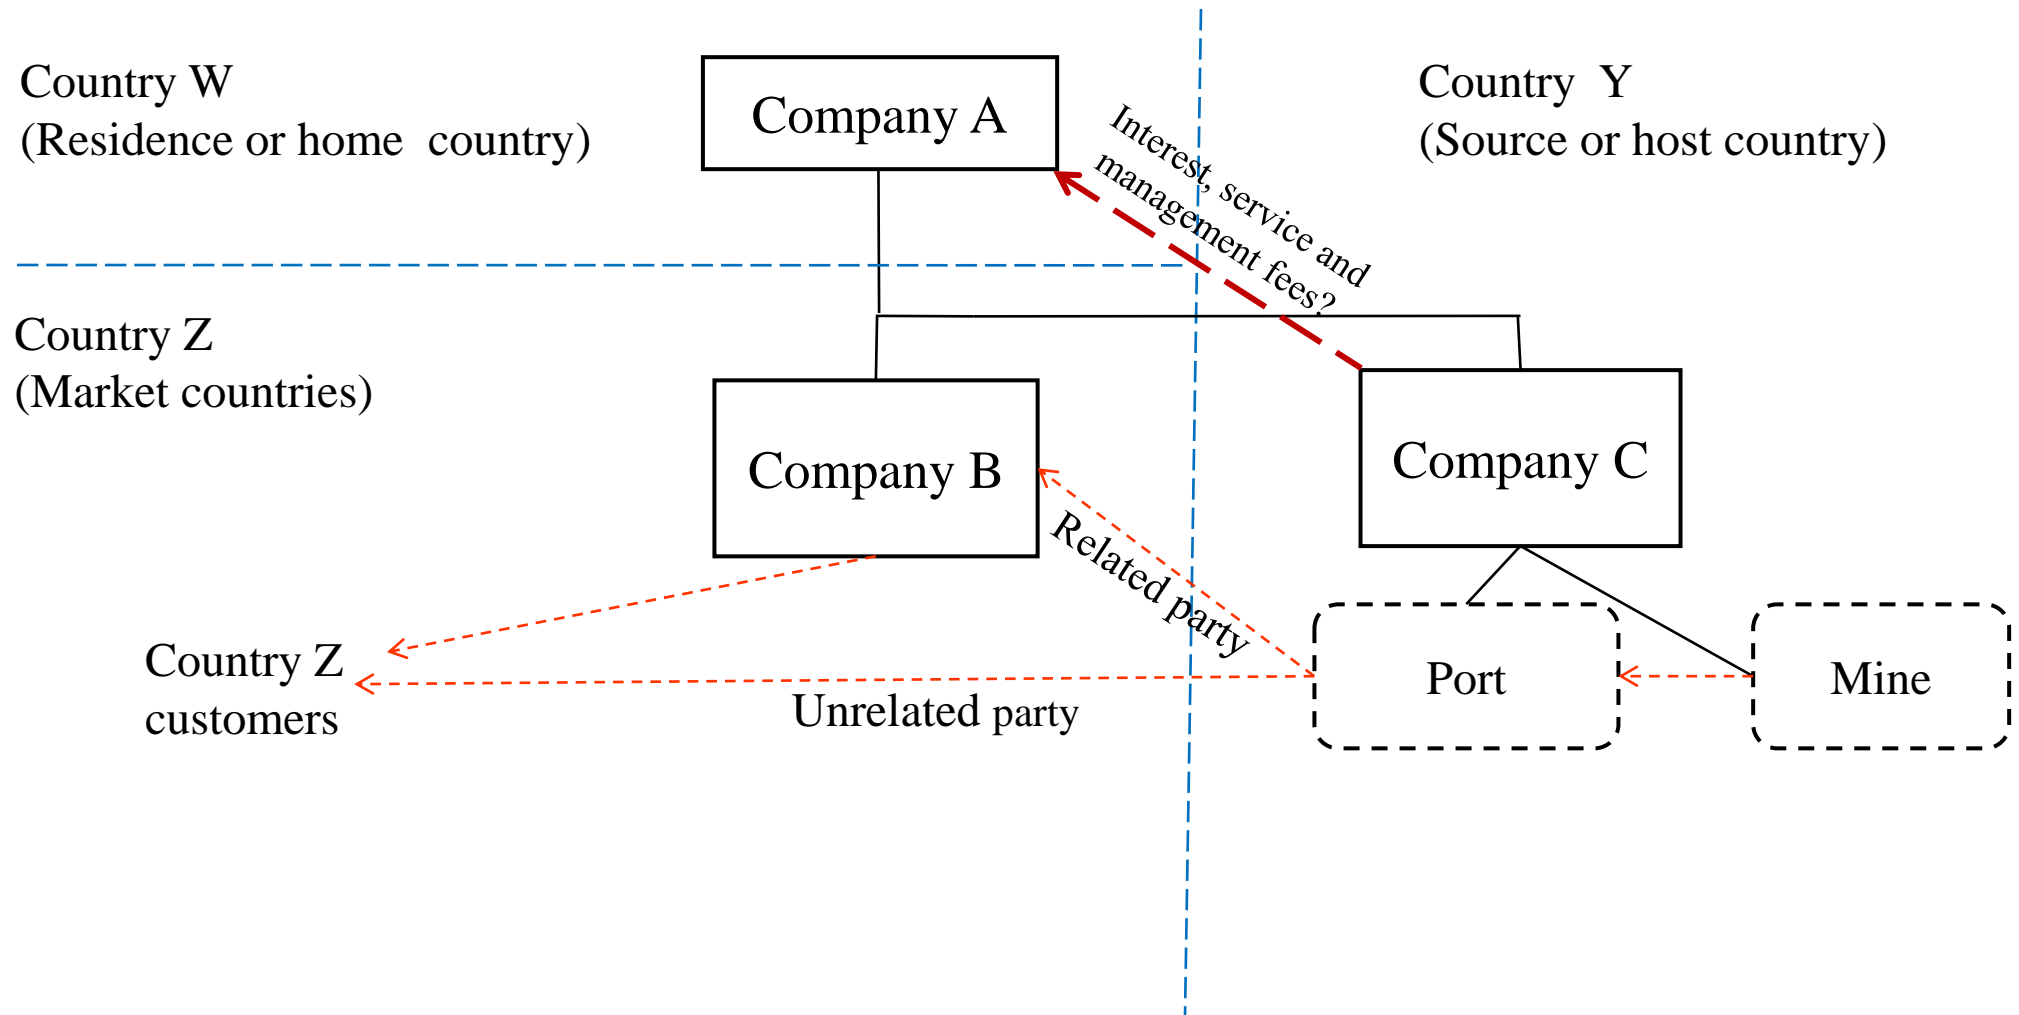 Country W
(Residence or home country)
Company A
Interest, service and
management fees?
Country Y
(Source or host country)
Country Z
(Market countries)
Company B
Company C
Related party
Country Z
customers
Unrelated party
Port
Mine